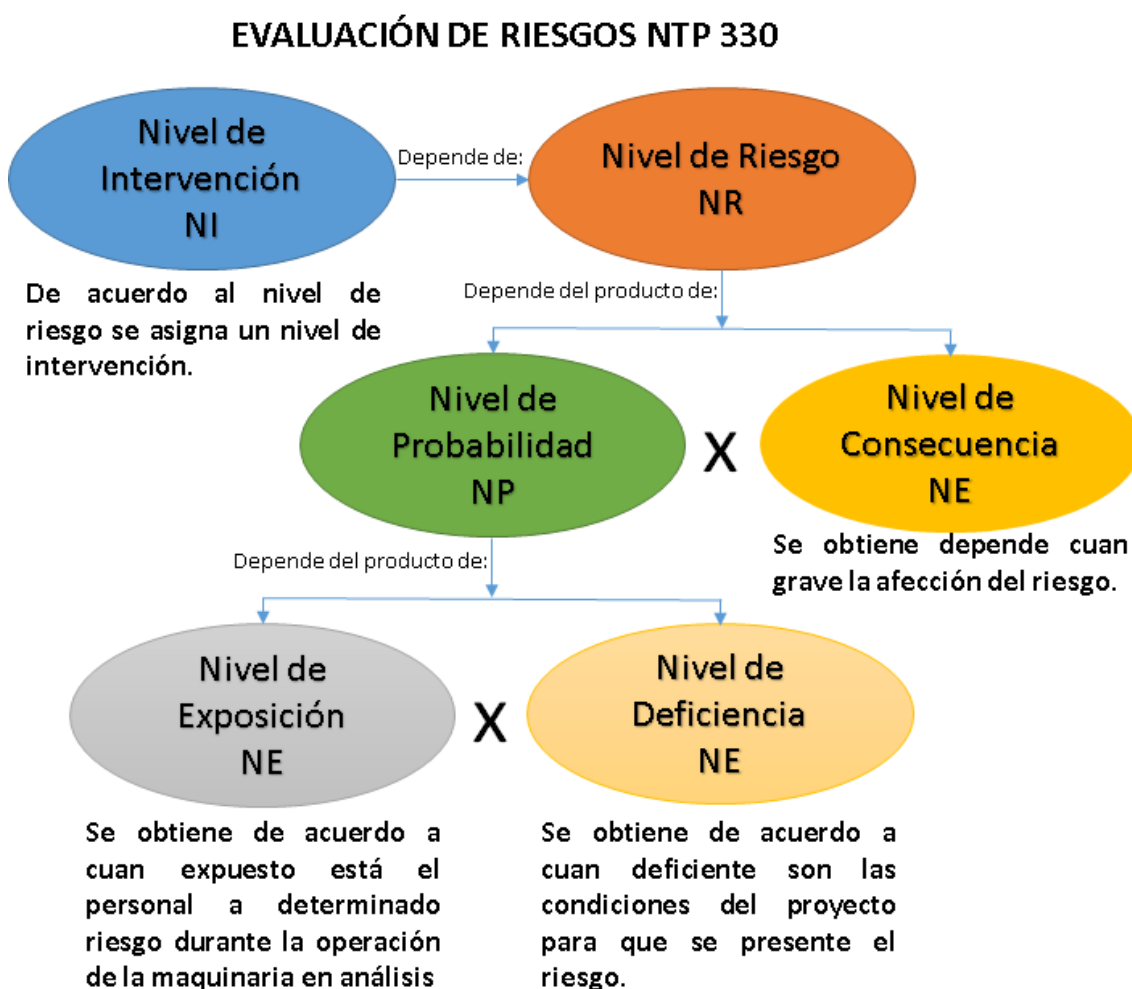 EVALUACIÓN DE RIESGOS NTP 330
Nivel de
Intervención
NI
Depende de:
Nivel de Riesgo
NR
De acuerdo al nivel de
riesgo se asigna un nivel de
intervención.
Depende del producto de:
Nivel de
Probabilidad
NP
X
Nivel de
Consecuencia
NE
Se obtiene depende cuan
grave la afección del riesgo.
Depende del producto de:
Nivel de
Exposición
NE
X
Nivel de
Deficiencia
NE
Se obtiene de acuerdo a
cuan expuesto está el
personal a determinado
riesgo durante la operación
de la maquinaria en análisis
Se obtiene de acuerdo a
cuan deficiente son las
condiciones del proyecto
para que se presente el
riesgo.